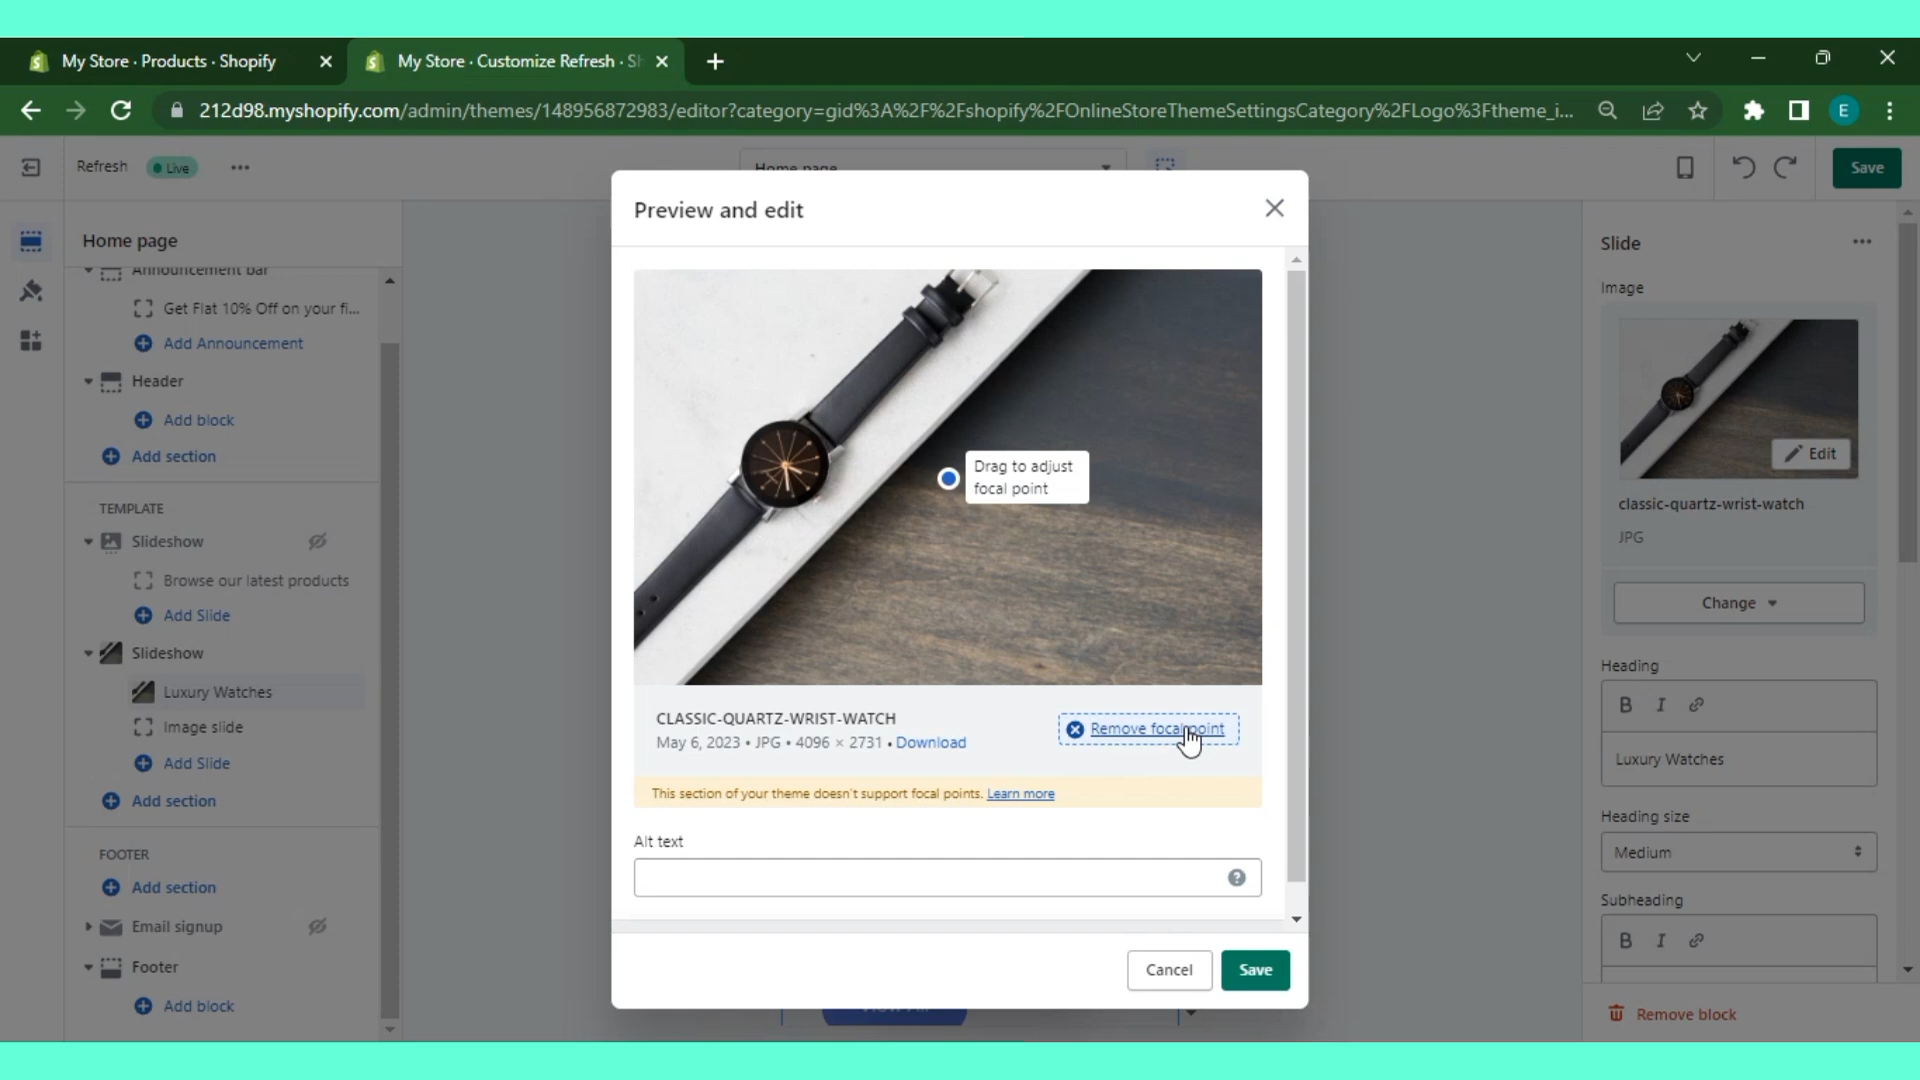 My Store · Products · Shopify
My Store · Customize Refresh · Sh
212d98.myshopify.com/admin/themes/148956872983/editor?category=gid%3A%2F%2Fshopify%2FOnlineStoreThemeSettingsCategory%2FLogo%3Ftheme_i...
E
Refresh
Live
Home page
Save
Home page
Announcement bar
Get Flat 10% Off on your fi...
Add Announcement
Header
Add block
Add section
TEMPLATE
Slideshow
Browse our latest products
Add Slide
Slideshow
Luxury Watches
Image slide
Add Slide
Add section
FOOTER
Add section
Email signup
Footer
Add block
Preview and edit
Drag to adjust
focal point
CLASSIC-QUARTZ-WRIST-WATCH
May 6, 2023 • JPG • 4096 × 2731 • Download
Remove focal point
This section of your theme doesn't support focal points. Learn more
Alt text
Cancel
Save
Slide
Image
Edit
classic-quartz-wrist-watch
JPG
Change
Heading
B I
Luxury Watches
Heading size
Medium
Subheading
B I
Remove block